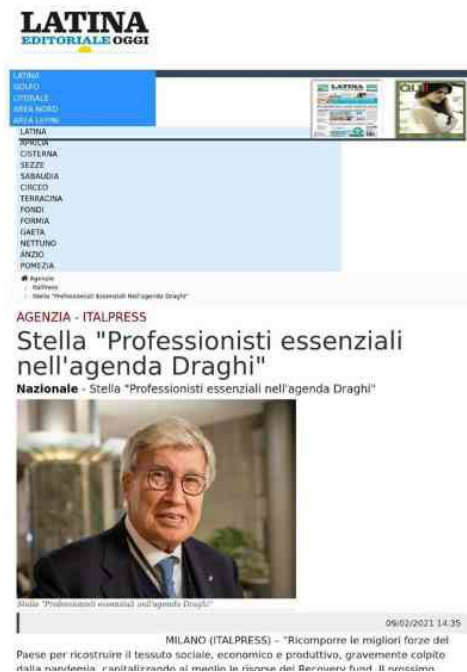 LATINA
EDITORIALE OGGI
LATINA
GOLFO
LITORALE
AREA NORD
AREA LEPINI
LATINA
QUI
LATINA
APRILIA
CISTERNA
SEZZE
SABAUDIA
CIRCEO
TERRACINA
FONDI
FORMIA
GAETA
NETTUNO
ANZIO
POMEZIA
Agenzie
ItalPress
Stella "Professionisti essenziali nell'agenda Draghi"
AGENZIA - ITALPRESS
Stella "Professionisti essenziali
nell'agenda Draghi"
Nazionale - Stella "Professionisti essenziali nell'agenda Draghi"
Stella "Professionisti essenziali nell'agenda Draghi"
09/02/2021 14:35
MILANO (ITALPRESS) – "Ricomporre le migliori forze del
Paese per ricostruire il tessuto sociale, economico e produttivo, gravemente colpito
dalla pandemia, capitalizzando al meglio le risorse del Recovery fund. Il prossimo